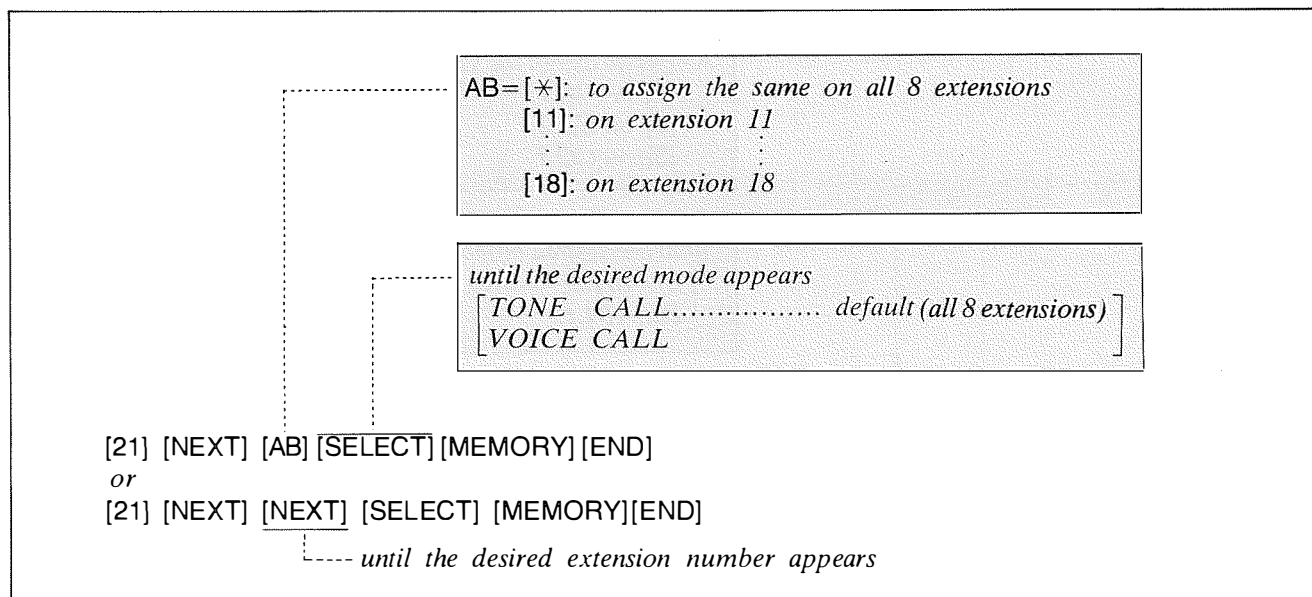 AB=[✳]: to assign the same on all 8 extensions
[11]: on extension 11
[18]: on extension 18
until the desired mode appears
TONE CALL................. default (all 8 extensions)
VOICE CALL
[21] [NEXT] [AB] [SELECT] [MEMORY] [END]
or
[21] [NEXT] [NEXT] [SELECT] [MEMORY][END]
until the desired extension number appears